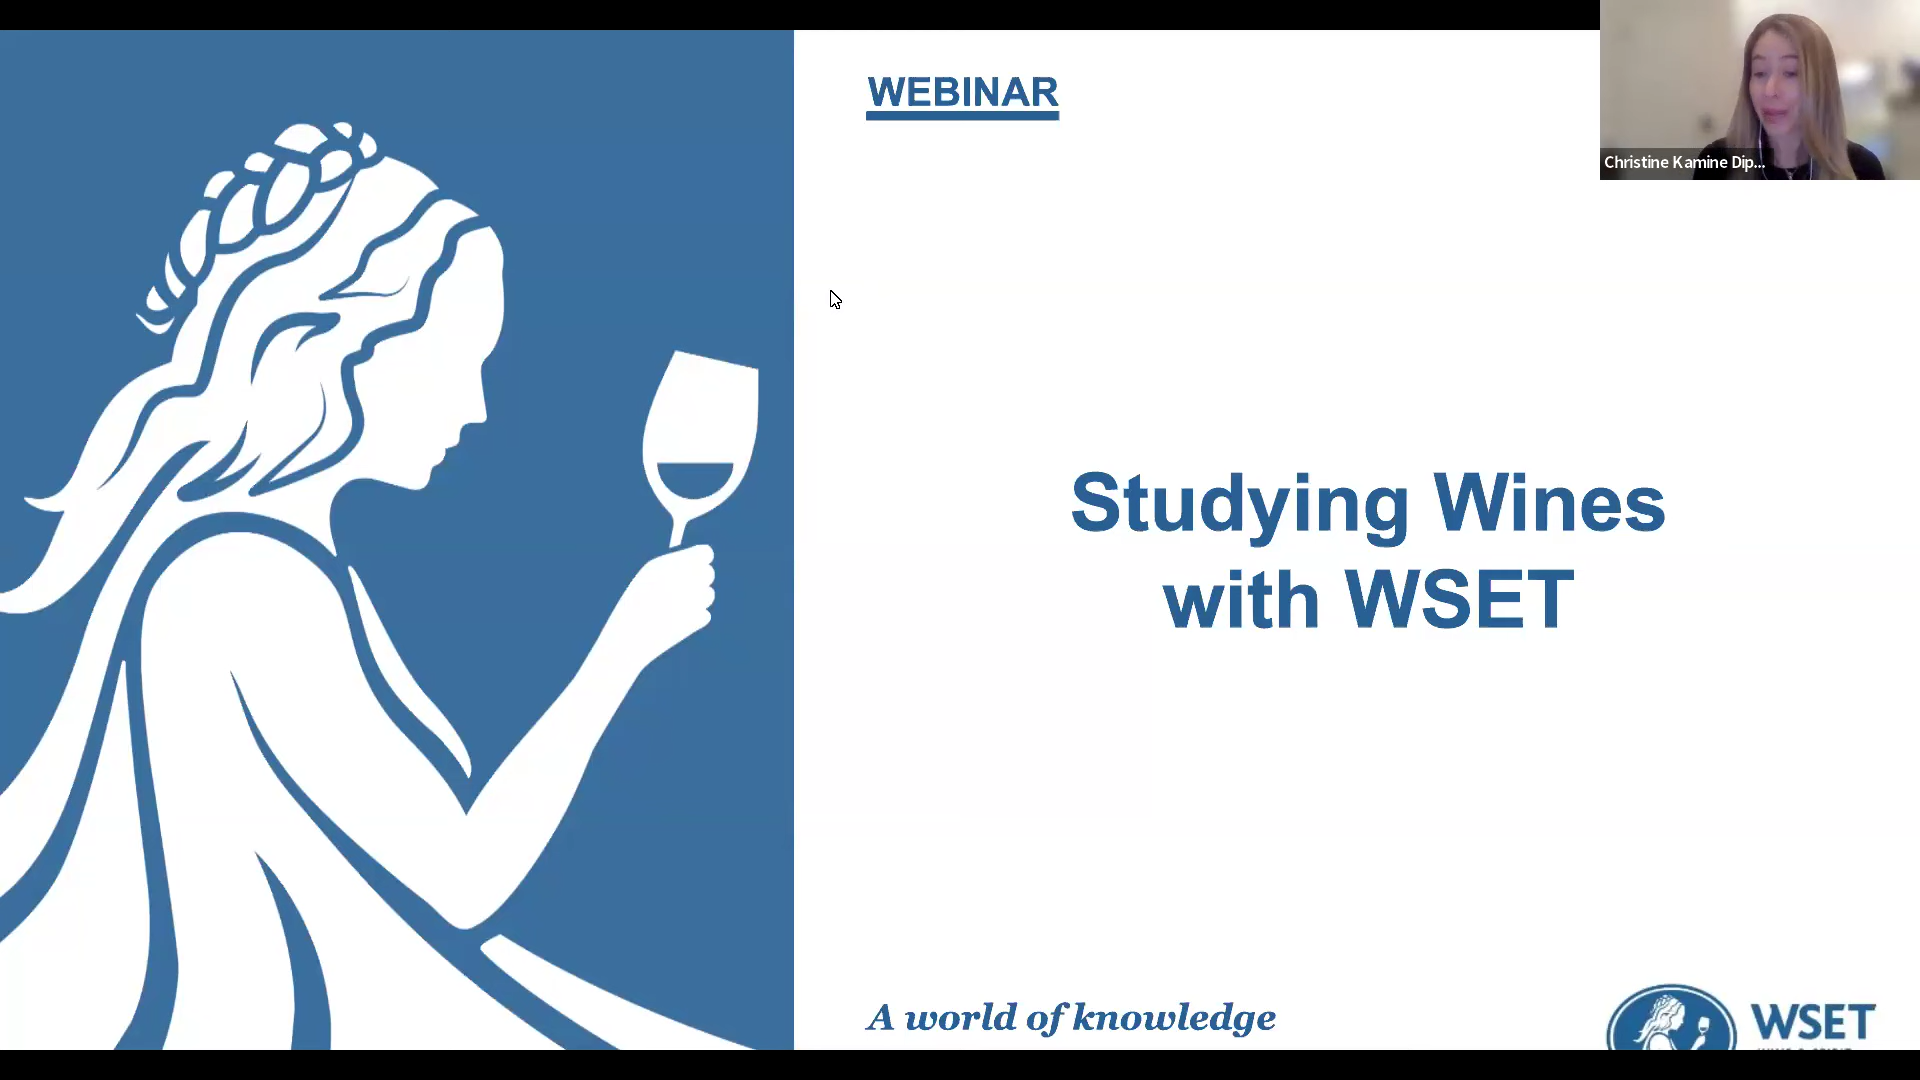 WEBINAR
Christine Kamine Dip...
Studying Wines
with WSET
A world of knowledge
WSET